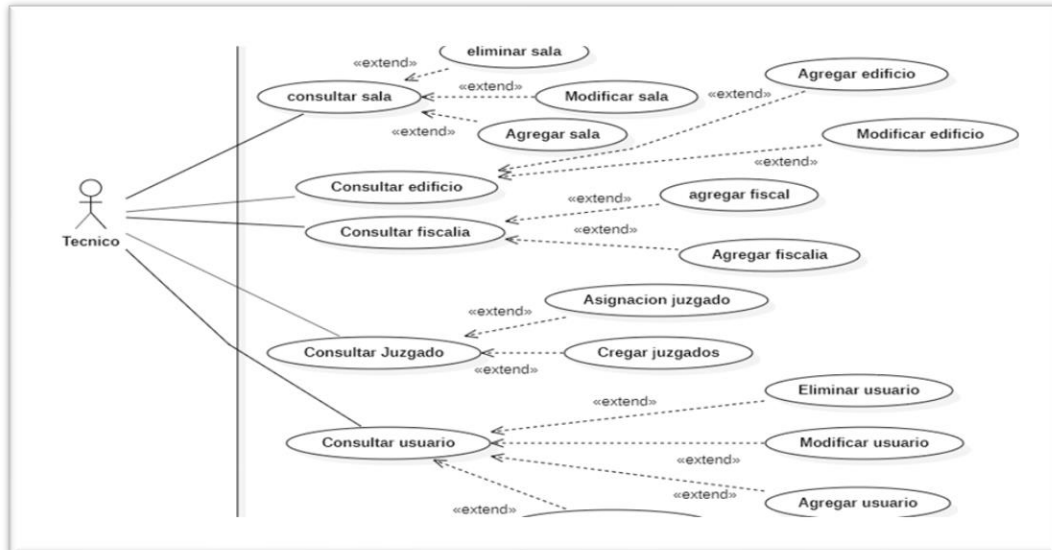 eliminar sala
«extend»
consultar sala
«extend»
Modificar sala
«extend»
Agregar sala
Agregar edificio
«extend»
Modificar edificio
«extend»
Consultar edificio
agregar fiscal
«extend»
Consultar fiscalia
«extend»
Agregar fiscalia
Tecnico
Asignacion juzgado
«extend»
Consultar Juzgado
Cregar juzgados
«extend»
Eliminar usuario
«extend»
Consultar usuario
Modificar usuario
«extend»
«extend»
Agregar usuario
«extend»